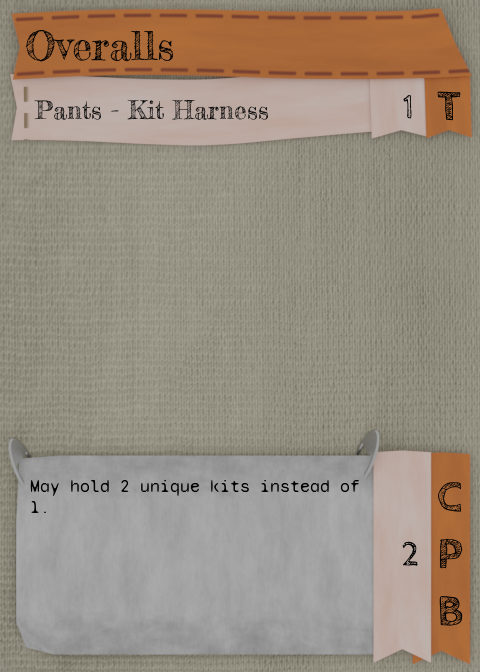 Overalls
Pants - Kit Harness 1 T
May hold 2 unique kits instead of
1.
C
2 P
B